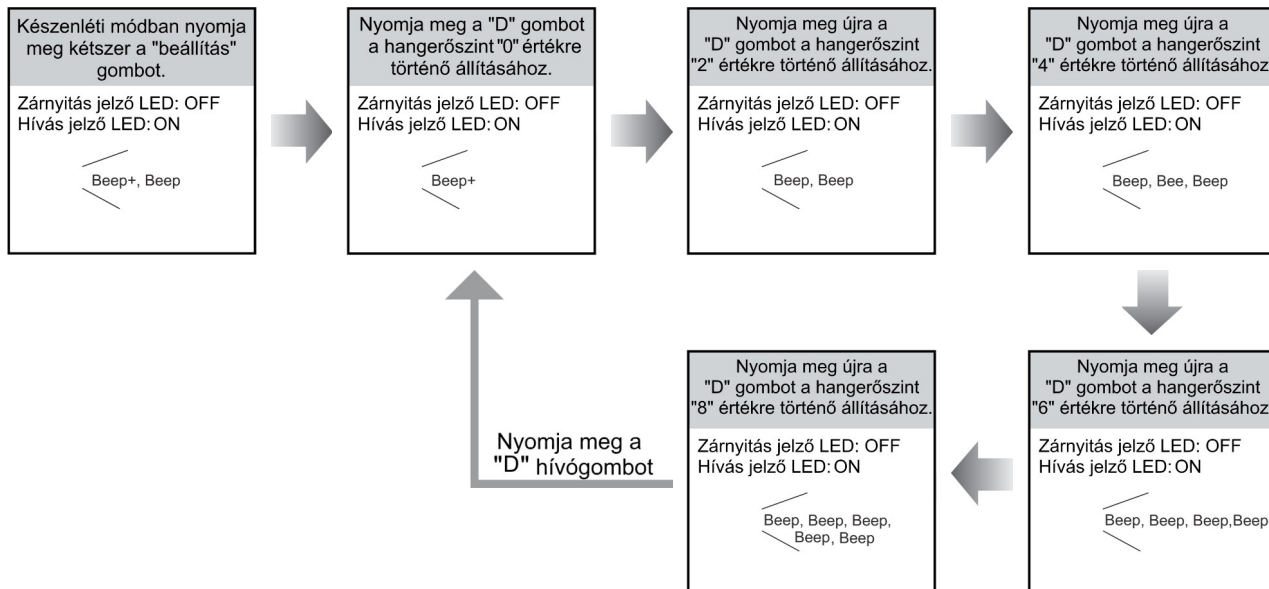 Készenléti módban nyomja
meg kétszer a "beállítás"
gombot.
Zárnyitás jelző LED: OFF
Hívás jelző LED: ON
Beep+, Beep
Nyomja meg a "D" gombot
a hangerőszint "0" értékre
történő állításához.
Zárnyitás jelző LED: OFF
Hívás jelző LED: ON
Beep+
Nyomja meg újra a
"D" gombot a hangerőszint
"2" értékre történő állításához.
Zárnyitás jelző LED: OFF
Hívás jelző LED: ON
Beep, Beep
Nyomja meg újra a
"D" gombot a hangerőszint
"4" értékre történő állításához
Zárnyitás jelző LED: OFF
Hívás jelző LED: ON
Beep, Bee, Beep
Nyomja meg újra a
"D" gombot a hangerőszint
"6" értékre történő állításához
Zárnyitás jelző LED: OFF
Hívás jelző LED: ON
Beep, Beep, Beep,Beep
Nyomja meg újra a
"D" gombot a hangerőszint
"8" értékre történő állításához.
Zárnyitás jelző LED: OFF
Hívás jelző LED: ON
Beep, Beep, Beep,
Beep, Beep
Nyomja meg a
"D" hívógombot